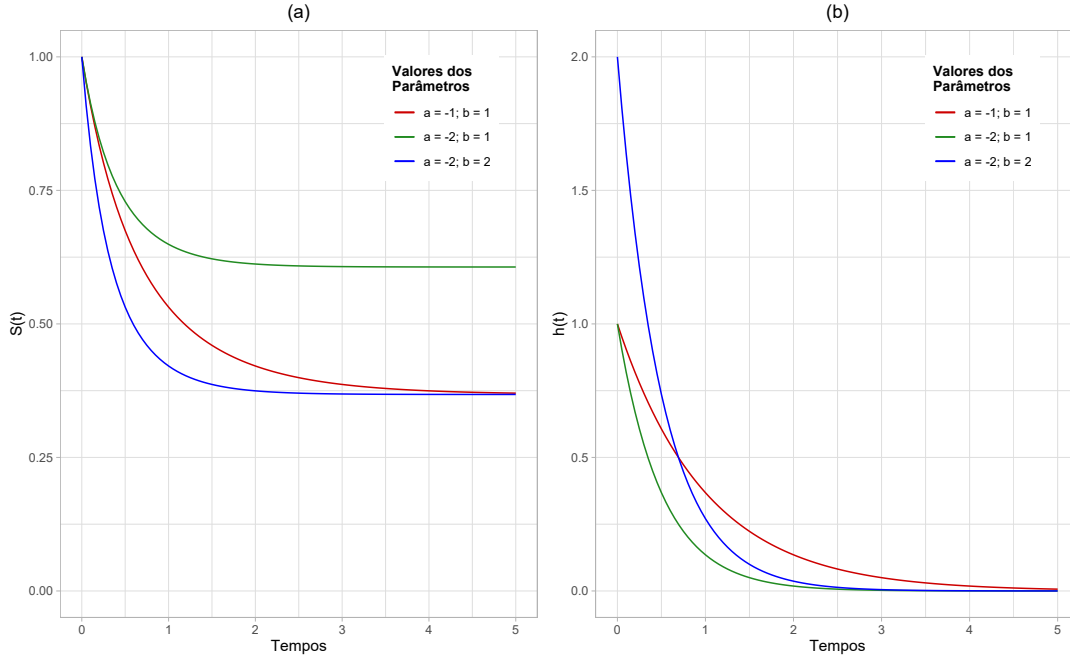 (a)
1.00
0.75
0.50
0.25
0.00
S(t)
Valores dos
Parâmetros
a = -1; b = 1
a = -2; b = 1
a = -2; b = 2
0 1 2 3 4 5
Tempos
(b)
2.0
1.5
1.0
0.5
0.0
h(t)
Valores dos
Parâmetros
a = -1; b = 1
a = -2; b = 1
a = -2; b = 2
0 1 2 3 4 5
Tempos